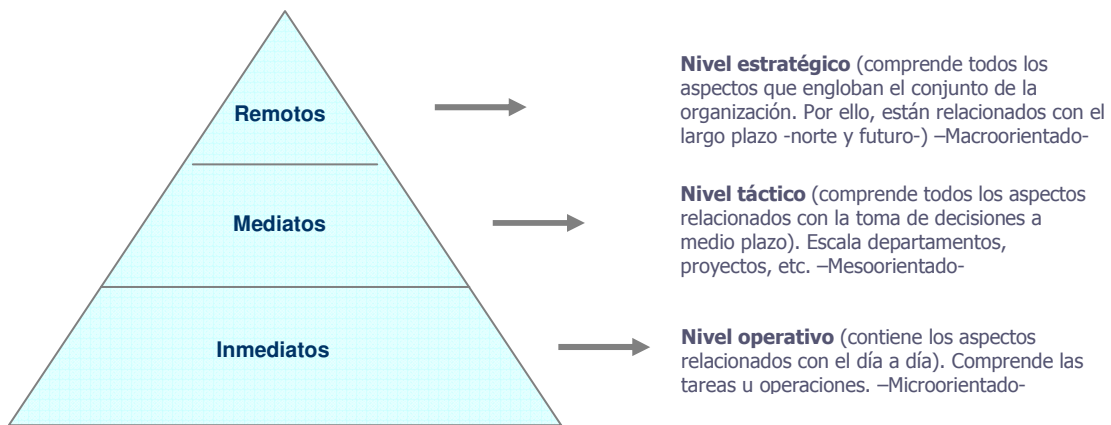 Remotos
Nivel estratégico (comprende todos los
aspectos que engloban el conjunto de la
organización. Por ello, están relacionados con el
largo plazo -norte y futuro-) –Macroorientado-
Mediatos
Nivel táctico (comprende todos los aspectos
relacionados con la toma de decisiones a
medio plazo). Escala departamentos,
proyectos, etc. –Mesoorientado-
Inmediatos
Nivel operativo (contiene los aspectos
relacionados con el día a día). Comprende las
tareas u operaciones. –Microorientado-